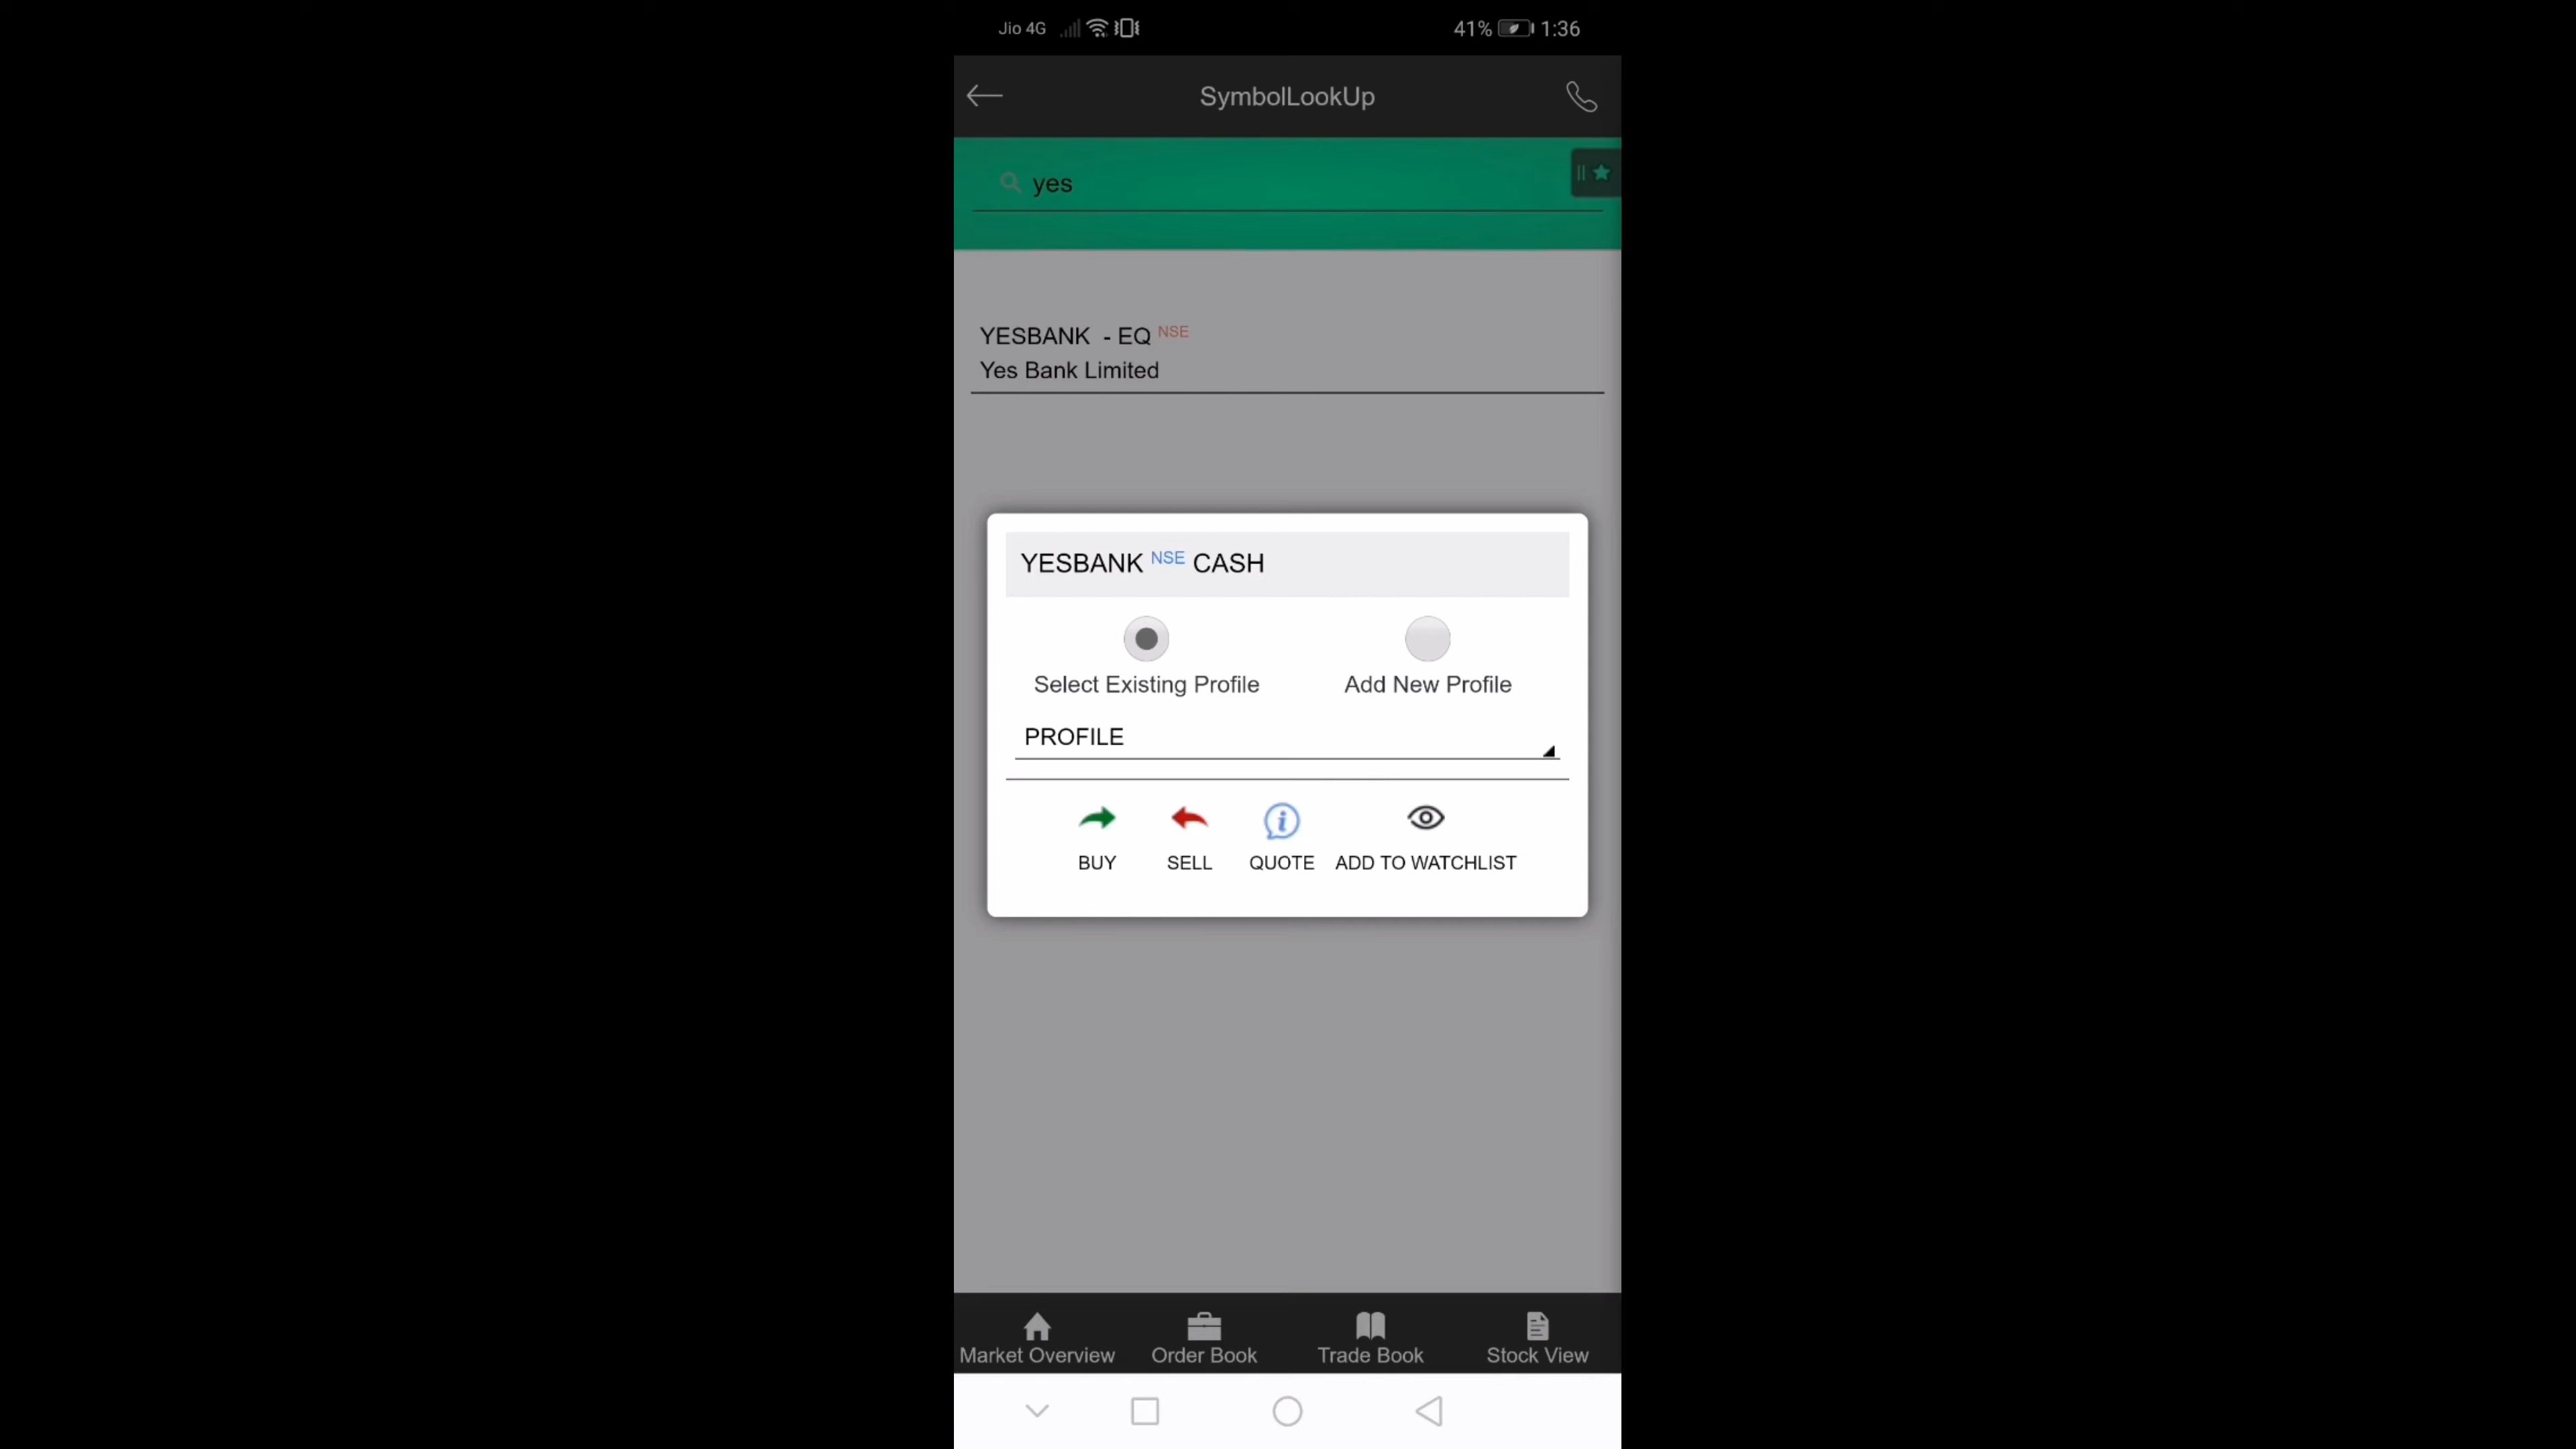 Jio 4G 41% 1:36
SymbolLookUp
yes
YESBANK - EQ NSE
Yes Bank Limited
YESBANK NSE CASH
Select Existing Profile Add New Profile
PROFILE
BUY SELL QUOTE ADD TO WATCHLIST
Market Overview Order Book Trade Book Stock View